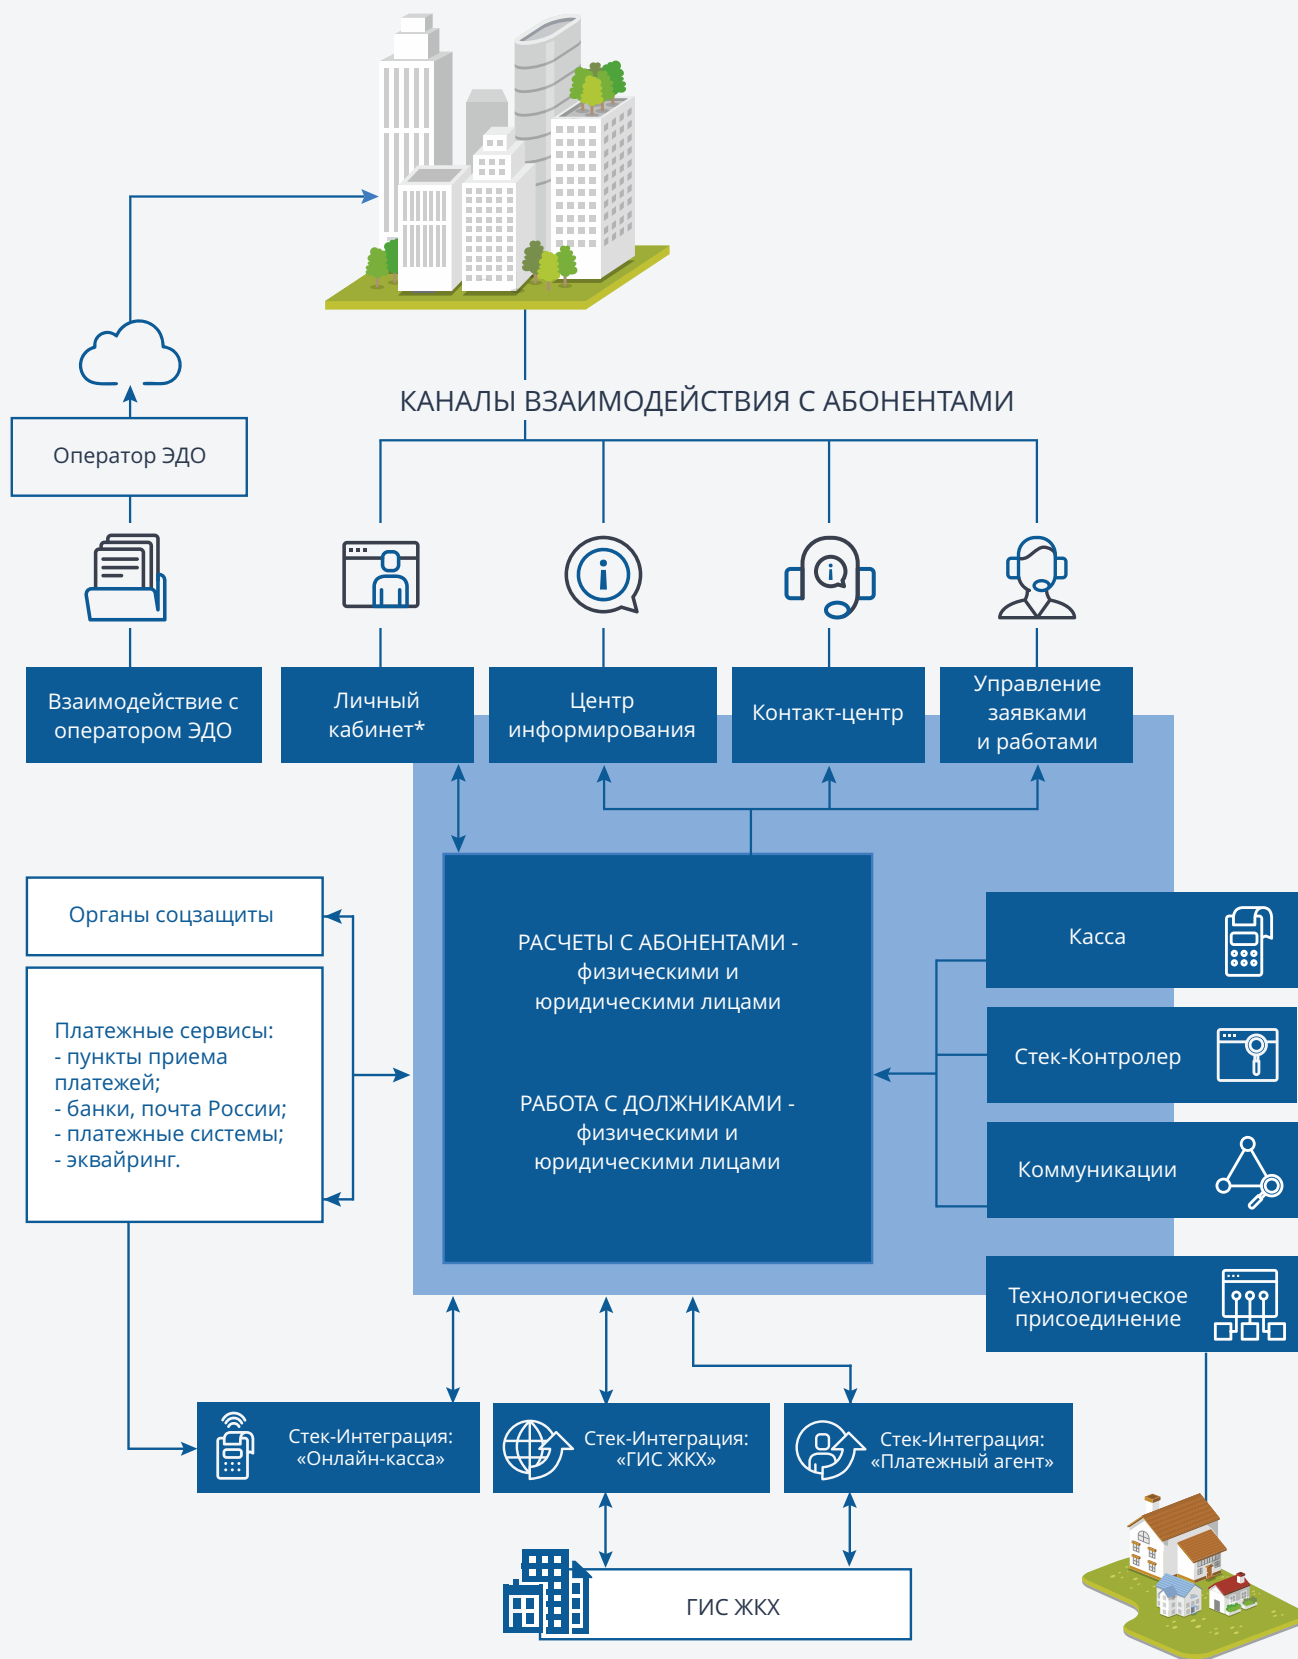 КАНАЛЫ ВЗАИМОДЕЙСТВИЯ С АБОНЕНТАМИ
Оператор ЭДО
Взаимодействие с
оператором ЭДО
Личный
кабинет*
Центр
информирования
Контакт-центр
Управление
заявками
и работами
Органы соцзащиты
Платежные сервисы:
- пункты приема
платежей;
- банки, почта России;
- платежные системы;
- эквайринг.
РАСЧЕТЫ С АБОНЕНТАМИ -
физическими и
юридическими лицами
РАБОТА С ДОЛЖНИКАМИ -
физическими и
юридическими лицами
Касса
Стек-Контролер
Коммуникации
Технологическое
присоединение
Стек-Интеграция:
«Онлайн-касса»
Стек-Интеграция:
«ГИС ЖКХ»
Стек-Интеграция:
«Платежный агент»
ГИС ЖКХ